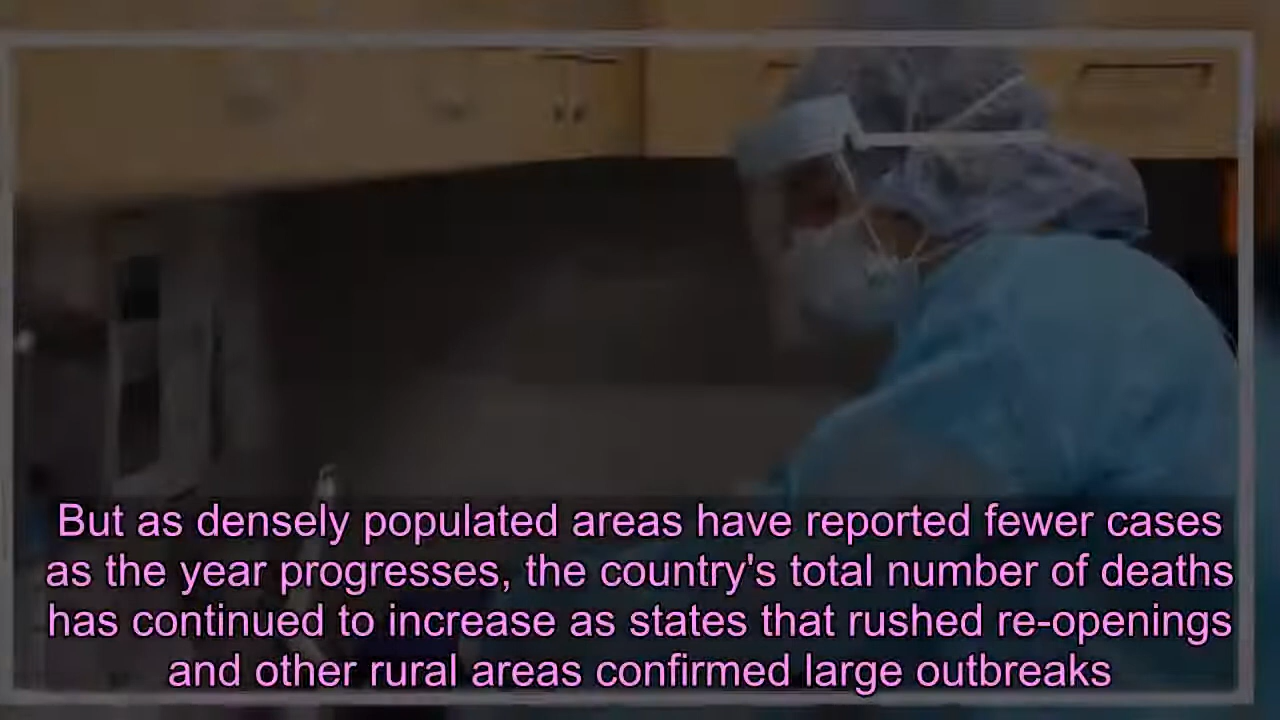 But as densely populated areas have reported fewer cases
as the year progresses, the country's total number of deaths
has continued to increase as states that rushed re-openings
and other rural areas confirmed large outbreaks